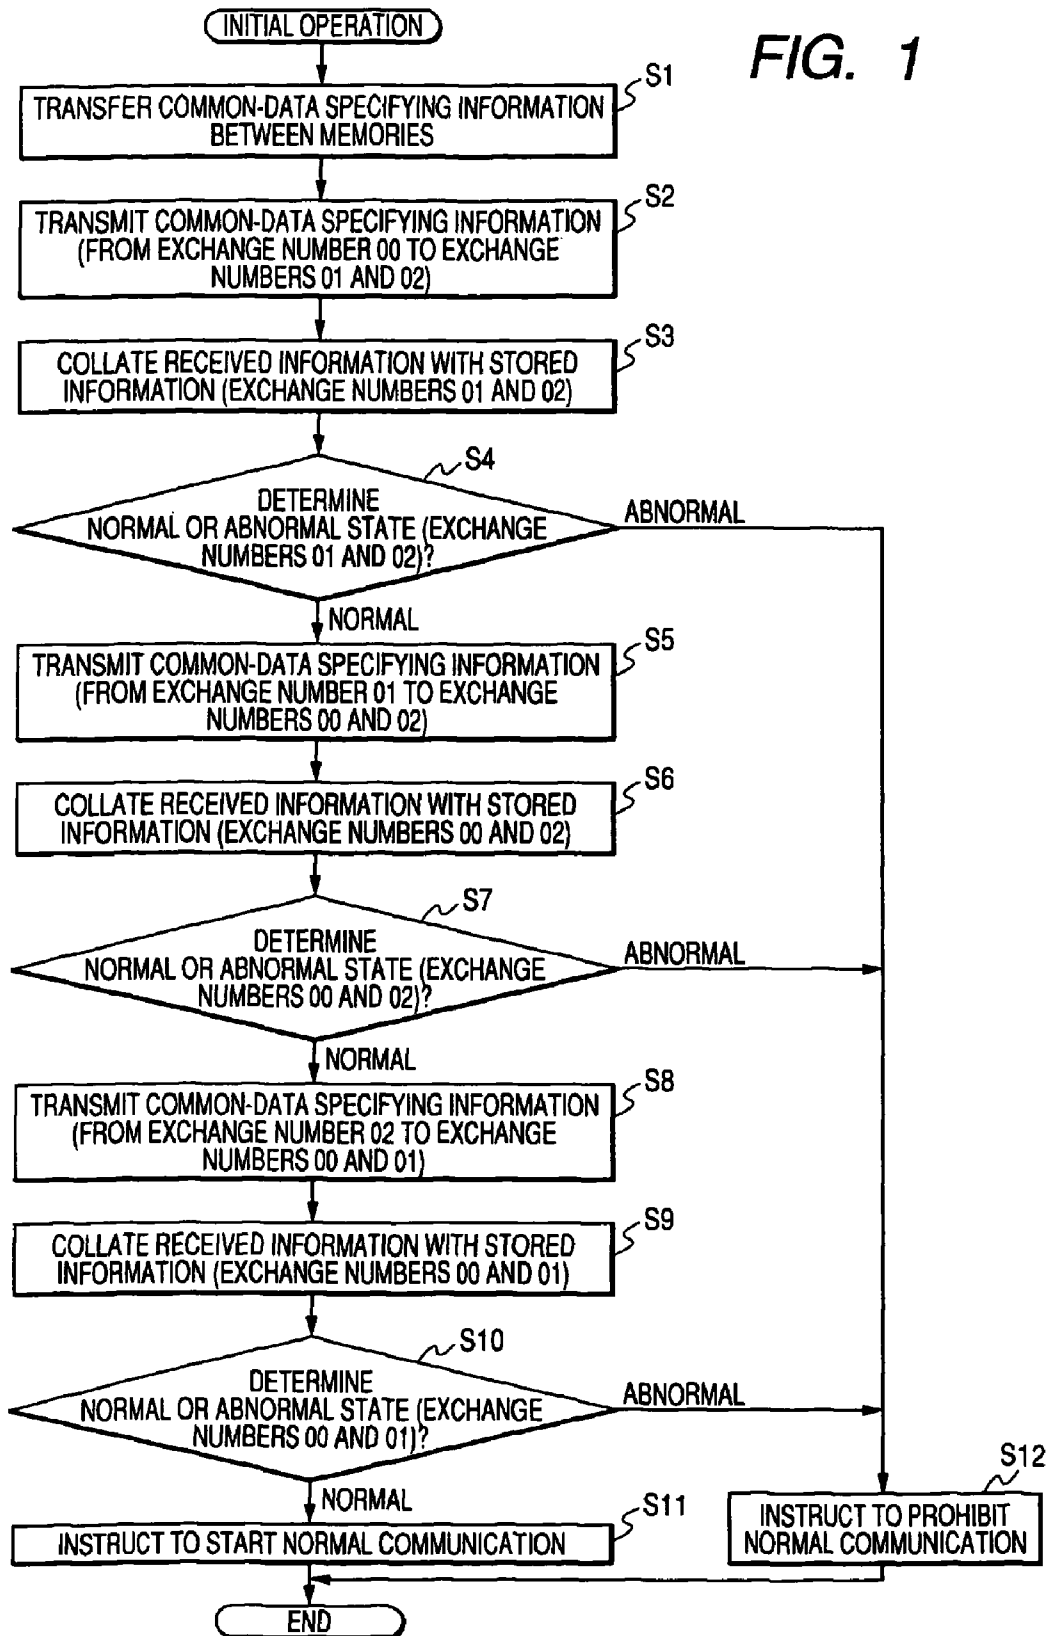 INITIAL OPERATION
FIG. 1
S1
TRANSFER COMMON-DATA SPECIFYING INFORMATION
BETWEEN MEMORIES
S2
TRANSMIT COMMON-DATA SPECIFYING INFORMATION
(FROM EXCHANGE NUMBER 00 TO EXCHANGE
NUMBERS 01 AND 02)
S3
COLLATE RECEIVED INFORMATION WITH STORED
INFORMATION (EXCHANGE NUMBERS 01 AND 02)
S4
DETERMINE
NORMAL OR ABNORMAL STATE (EXCHANGE
NUMBERS 01 AND 02)?
ABNORMAL
NORMAL
S5
TRANSMIT COMMON-DATA SPECIFYING INFORMATION
(FROM EXCHANGE NUMBER 01 TO EXCHANGE
NUMBERS 00 AND 02)
S6
COLLATE RECEIVED INFORMATION WITH STORED
INFORMATION (EXCHANGE NUMBERS 00 AND 02)
S7
DETERMINE
NORMAL OR ABNORMAL STATE (EXCHANGE
NUMBERS 00 AND 02)?
ABNORMAL
NORMAL
S8
TRANSMIT COMMON-DATA SPECIFYING INFORMATION
(FROM EXCHANGE NUMBER 02 TO EXCHANGE
NUMBERS 00 AND 01)
S9
COLLATE RECEIVED INFORMATION WITH STORED
INFORMATION (EXCHANGE NUMBERS 00 AND 01)
S10
DETERMINE
NORMAL OR ABNORMAL STATE (EXCHANGE
NUMBERS 00 AND 01)?
ABNORMAL
NORMAL
S11
INSTRUCT TO START NORMAL COMMUNICATION
S12
INSTRUCT TO PROHIBIT
NORMAL COMMUNICATION
END